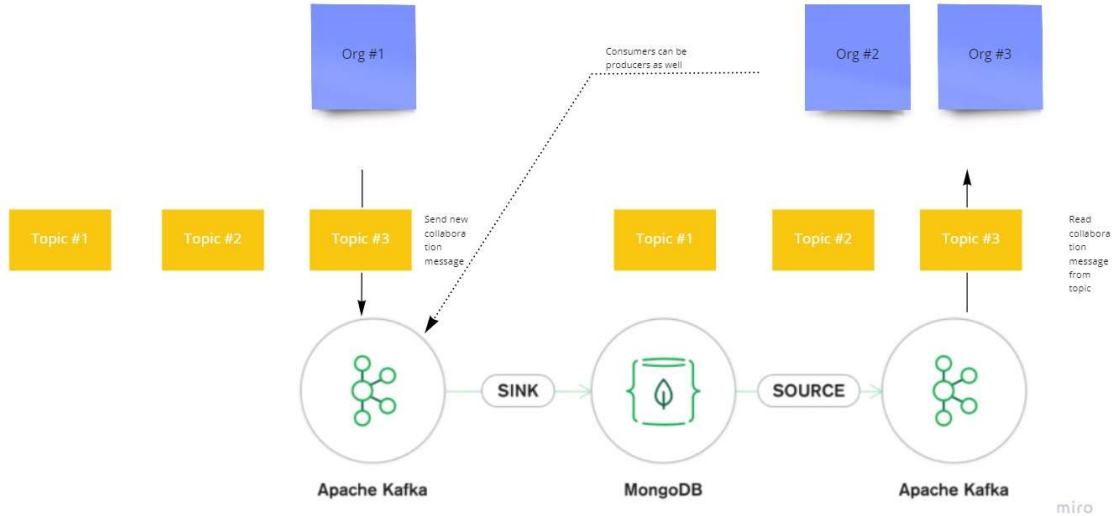 Org #1
Consumers can be
producers as well
Org #2
Org #3
Topic #1
Topic #2
Topic #3
Send new
collabora
tion
message
Topic #1
Topic #2
Topic #3
Read
collabora
tion
message
from
topic
SINK
SOURCE
Apache Kafka
MongoDB
Apache Kafka
miro